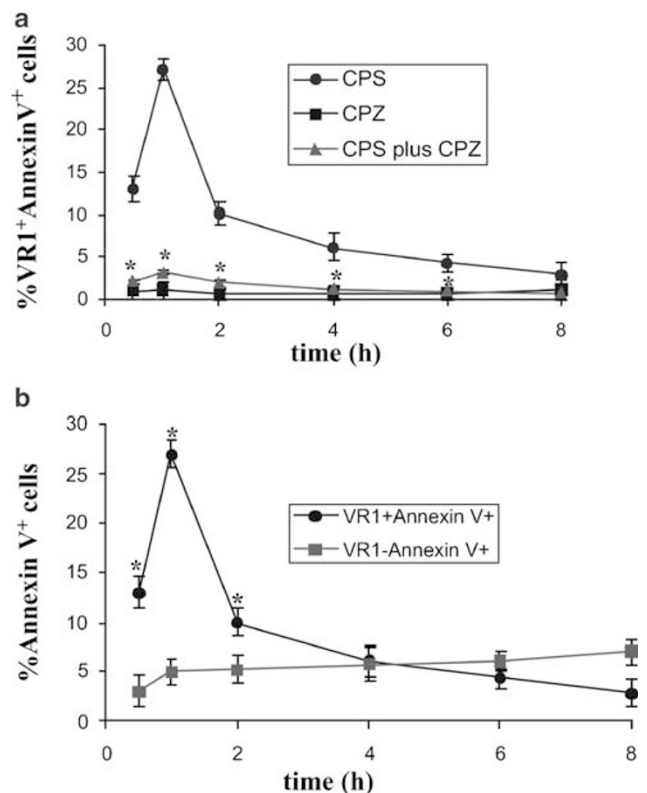 a
30
25
20
15
10
5
0
%VR1⁺AnnexinV⁺ cells
CPS
CPZ
CPS plus CPZ
* * * * *
0 2 4 6 8
time (h)
b
30
25
20
15
10
5
0
%Annexin V⁺ cells
VR1+Annexin V+
VR1-Annexin V+
*
*
*
0 2 4 6 8
time (h)